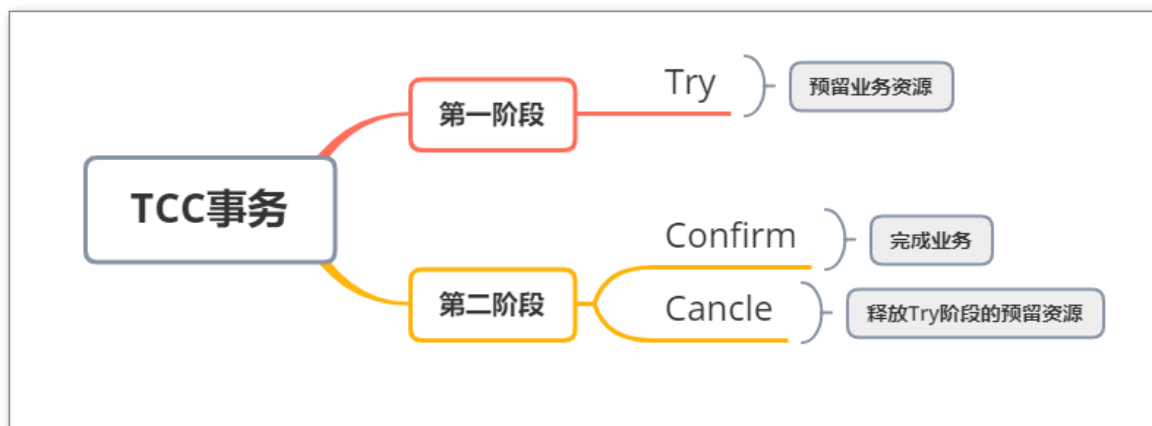 TCC事务
第一阶段
Try
预留业务资源
第二阶段
Confirm
完成业务
Cancle
释放Try阶段的预留资源